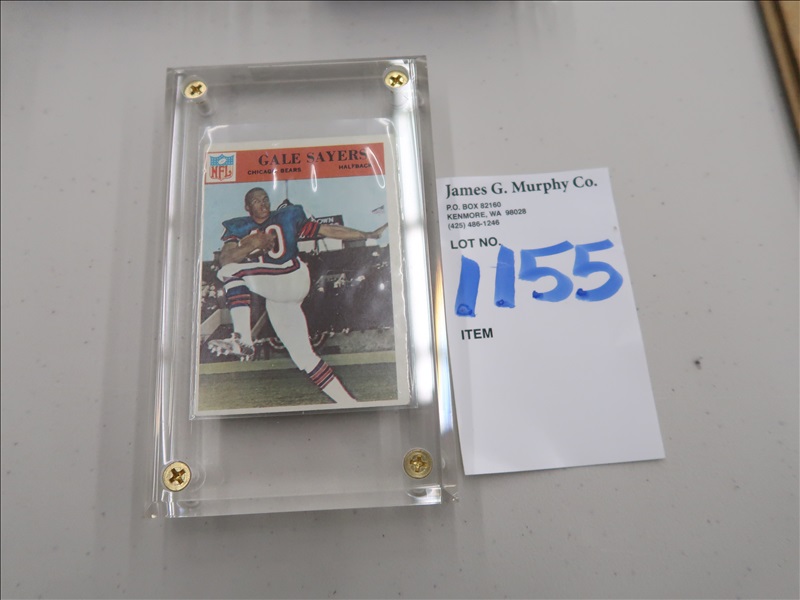 NFL
GALE SAYERS
CHICAGO BEARS HALFBACK
40
James G. Murphy Co.
P.O. BOX 82160
KENMORE, WA 98028
(425) 486-1246
LOT NO.
1155
ITEM